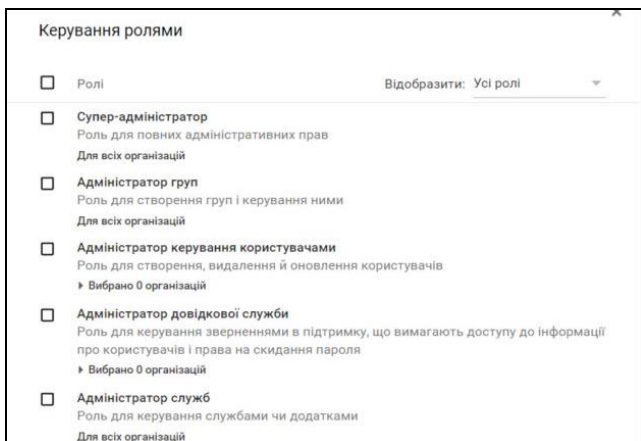 Керування ролями
Ролі
Відобразити: Усі ролі
Супер-адміністратор
Роль для повних адміністративних прав
Для всіх організацій
Адміністратор груп
Роль для створення груп і керування ними
Для всіх організацій
Адміністратор керування користувачами
Роль для створення, видалення й оновлення користувачів
Вибрано 0 організацій
Адміністратор довідкової служби
Роль для керування зверненнями в підтримку, що вимагають доступу до інформації
про користувачів і права на скидання пароля
Вибрано 0 організацій
Адміністратор служб
Роль для керування службами чи додатками
Для всіх організацій